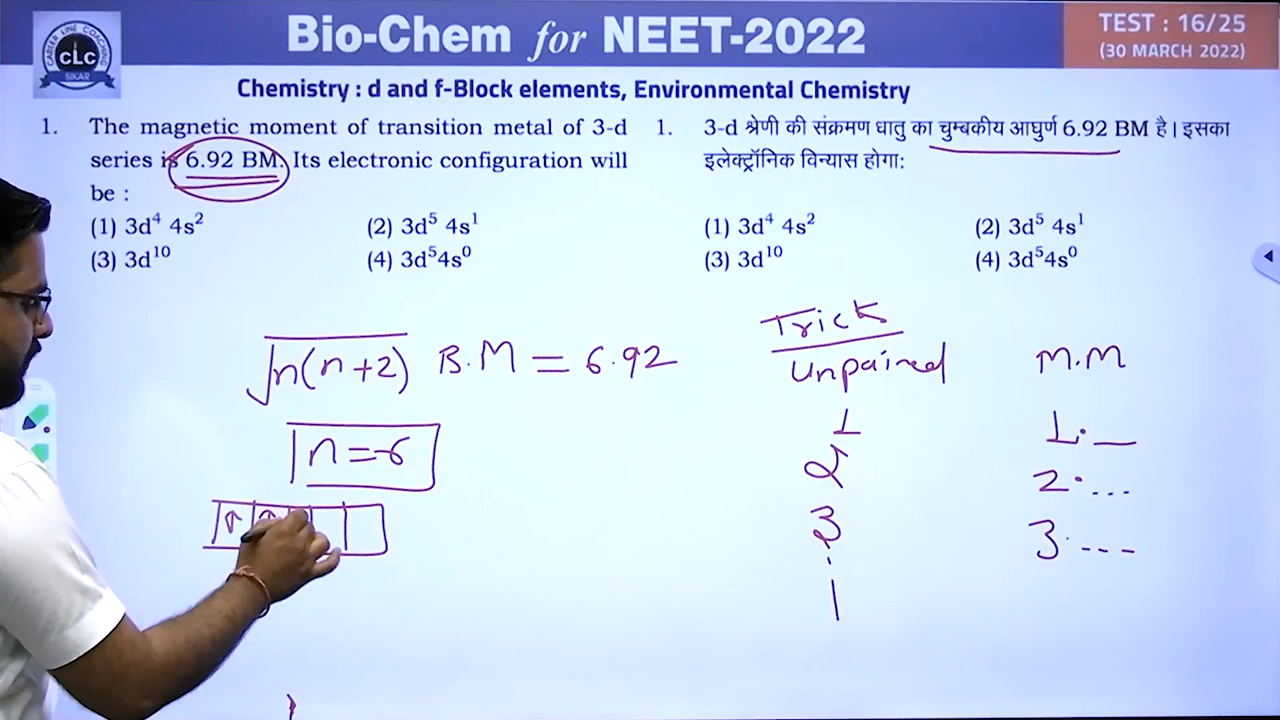 CAREER LINE COACHING
CLC
SIKAR
Bio-Chem for NEET-2022
TEST : 16/25
(30 MARCH 2022)
Chemistry : d and f-Block elements, Environmental Chemistry
1. The magnetic moment of transition metal of 3-d
series is 6.92 BM. Its electronic configuration will
be :
(1) 3d⁴ 4s² (2) 3d⁵ 4s¹
(3) 3d¹⁰ (4) 3d⁵4s⁰
1. 3-d श्रेणी की संक्रमण धातु का चुम्बकीय आघुर्ण 6.92 BM है। इसका
इलेक्ट्रॉनिक विन्यास होगा:
(1) 3d⁴ 4s² (2) 3d⁵ 4s¹
(3) 3d¹⁰ (4) 3d⁵4s⁰
√n(n+2) B.M = 6.92
n=6
Trick
Unpaired M.M
1 1.__
2 2....
3 3.---